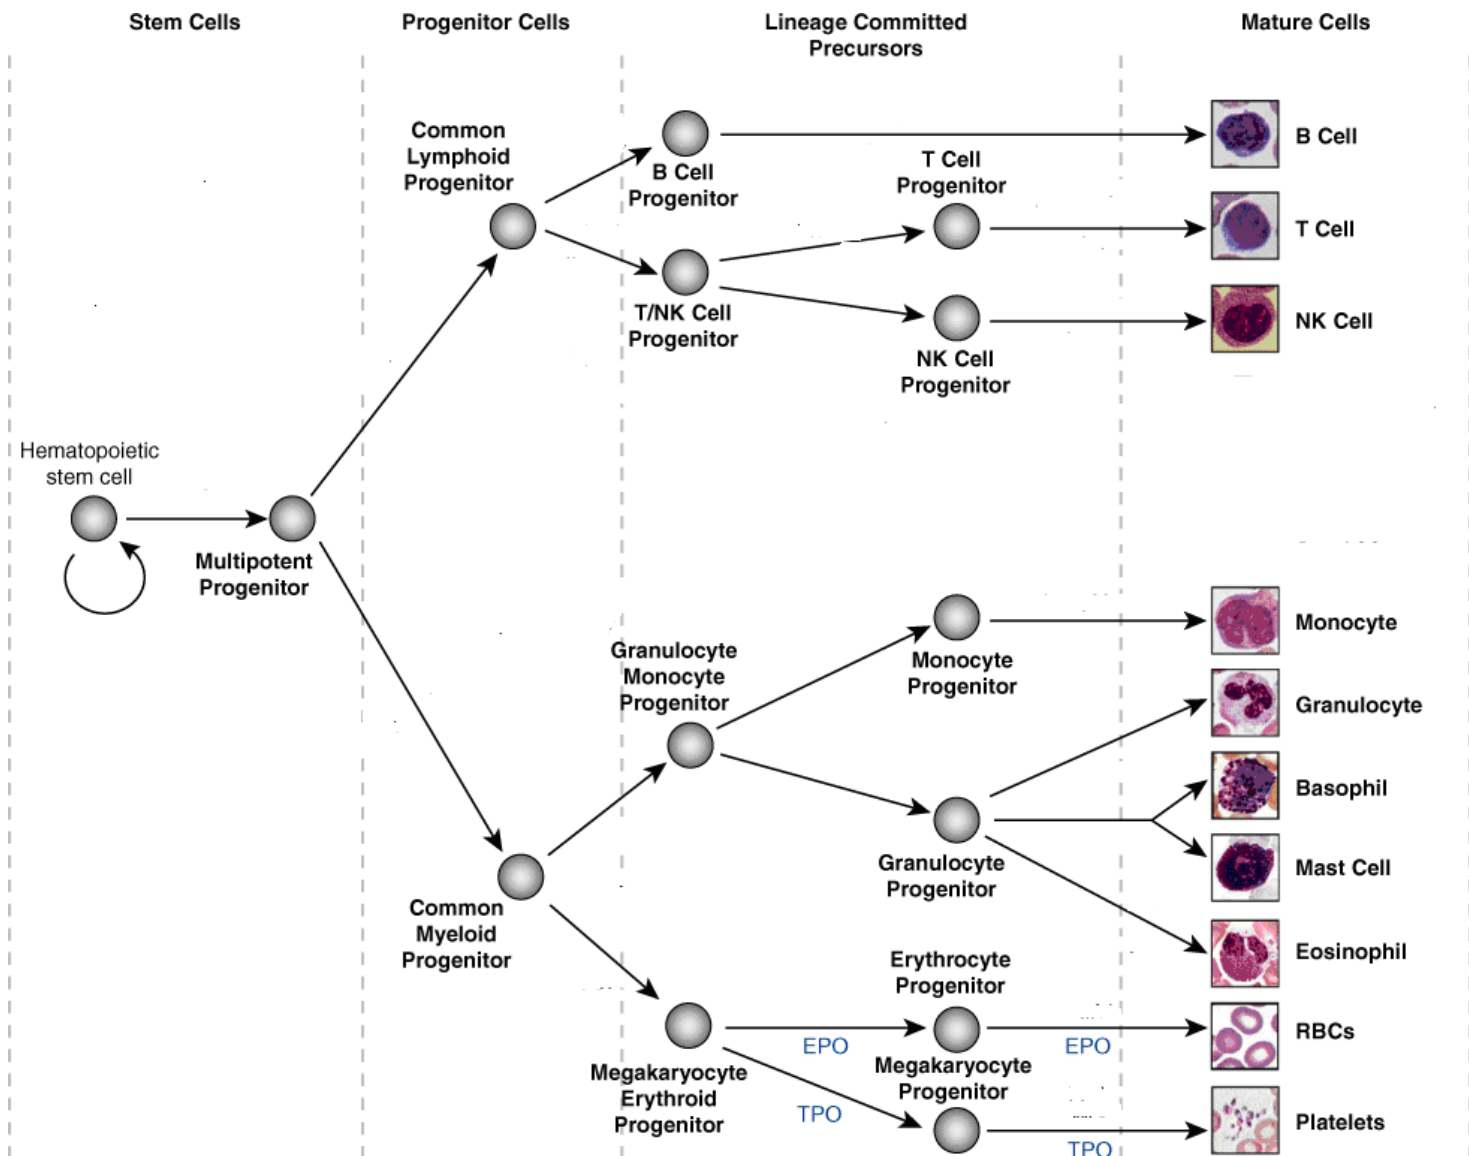 Stem Cells
Progenitor Cells
Lineage Committed
Precursors
Mature Cells
Common
Lymphoid
Progenitor
B Cell
Progenitor
T Cell
Progenitor
B Cell
T Cell
T/NK Cell
Progenitor
NK Cell
Progenitor
NK Cell
Hematopoietic
stem cell
Multipotent
Progenitor
Granulocyte
Monocyte
Progenitor
Monocyte
Progenitor
Monocyte
Granulocyte
Basophil
Granulocyte
Progenitor
Mast Cell
Common
Myeloid
Progenitor
Eosinophil
Erythrocyte
Progenitor
EPO
EPO
RBCs
Megakaryocyte
Erythroid
Progenitor
Megakaryocyte
Progenitor
TPO
TPO
Platelets